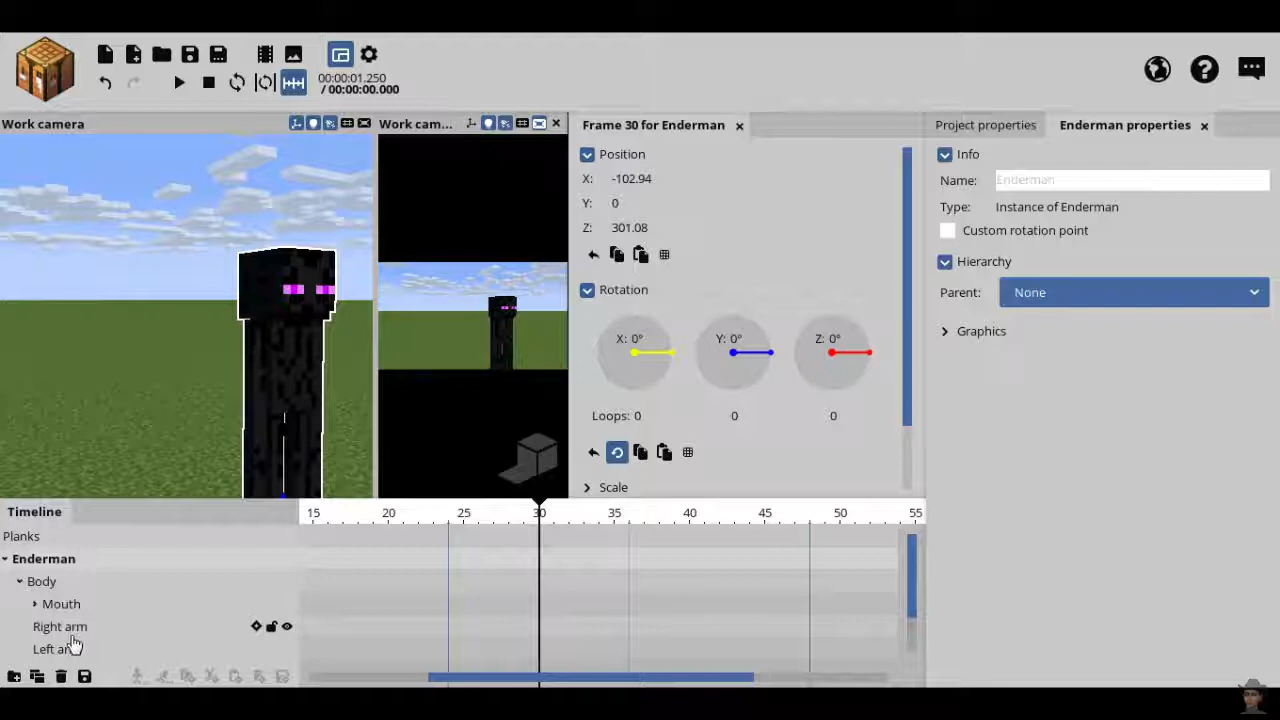 00:00:01.250
/ 00:00:00.000
Work camera
Work cam...
Frame 30 for Enderman
Position
X: -102.94
Y: 0
Z: 301.08
Rotation
X: 0° Y: 0° Z: 0°
Loops: 0 0 0
Scale
Project properties
Enderman properties
Info
Name: Enderman
Type: Instance of Enderman
Custom rotation point
Hierarchy
Parent: None
Graphics
Timeline
15 20 25 30 35 40 45 50 55
Planks
Enderman
Body
Mouth
Right arm
Left